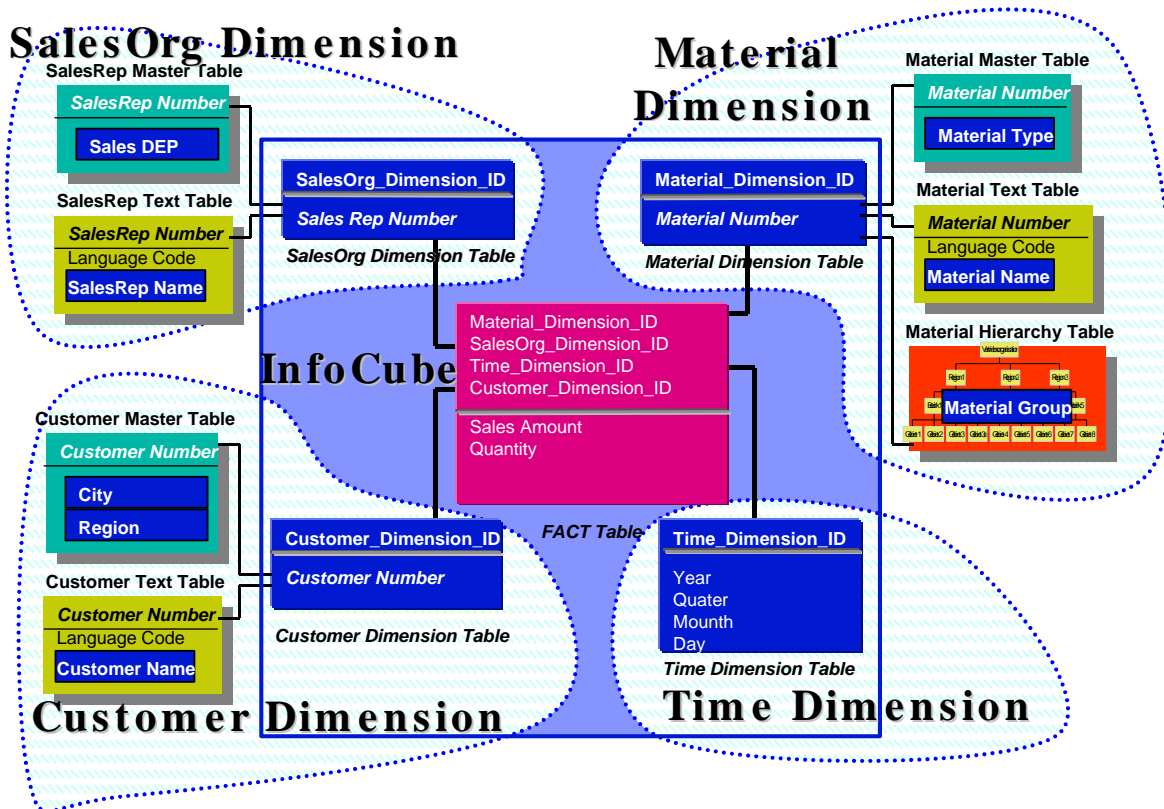 SalesOrg Dimension
SalesRep Master Table
SalesRep Number
Sales DEP
SalesRep Text Table
SalesRep Number
Language Code
SalesRep Name
SalesOrg_Dimension_ID
Sales Rep Number
SalesOrg Dimension Table
Material
Dimension
Material Master Table
Material Number
Material Type
Material Text Table
Material Number
Language Code
Material Name
Material_Dimension_ID
Material Number
Material Dimension Table
Material Hierarchy Table
Region1
Region2
Region3
Material Group
InfoCube
Material_Dimension_ID
SalesOrg_Dimension_ID
Time_Dimension_ID
Customer_Dimension_ID
Sales Amount
Quantity
FACT Table
Customer Master Table
Customer Number
City
Region
Customer Text Table
Customer Number
Language Code
Customer Name
Customer_Dimension_ID
Customer Number
Customer Dimension Table
Customer Dimension
Time_Dimension_ID
Year
Quater
Mounth
Day
Time Dimension Table
Time Dimension